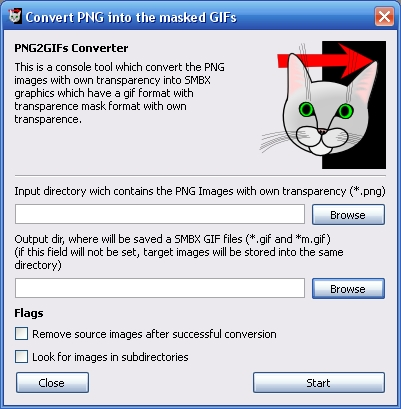 Convert PNG into the masked GIFs
PNG2GIFs Converter
This is a console tool which convert the PNG
images with own transparency into SMBX
graphics which have a gif format with
transparence mask format with own
transparence.
Input directory wich contains the PNG Images with own transparency (*.png)
Browse
Output dir, where will be saved a SMBX GIF files (*.gif and *m.gif)
(if this field will not be set, target images will be stored into the same
directory)
Browse
Flags
Remove source images after successful conversion
Look for images in subdirectories
Close
Start